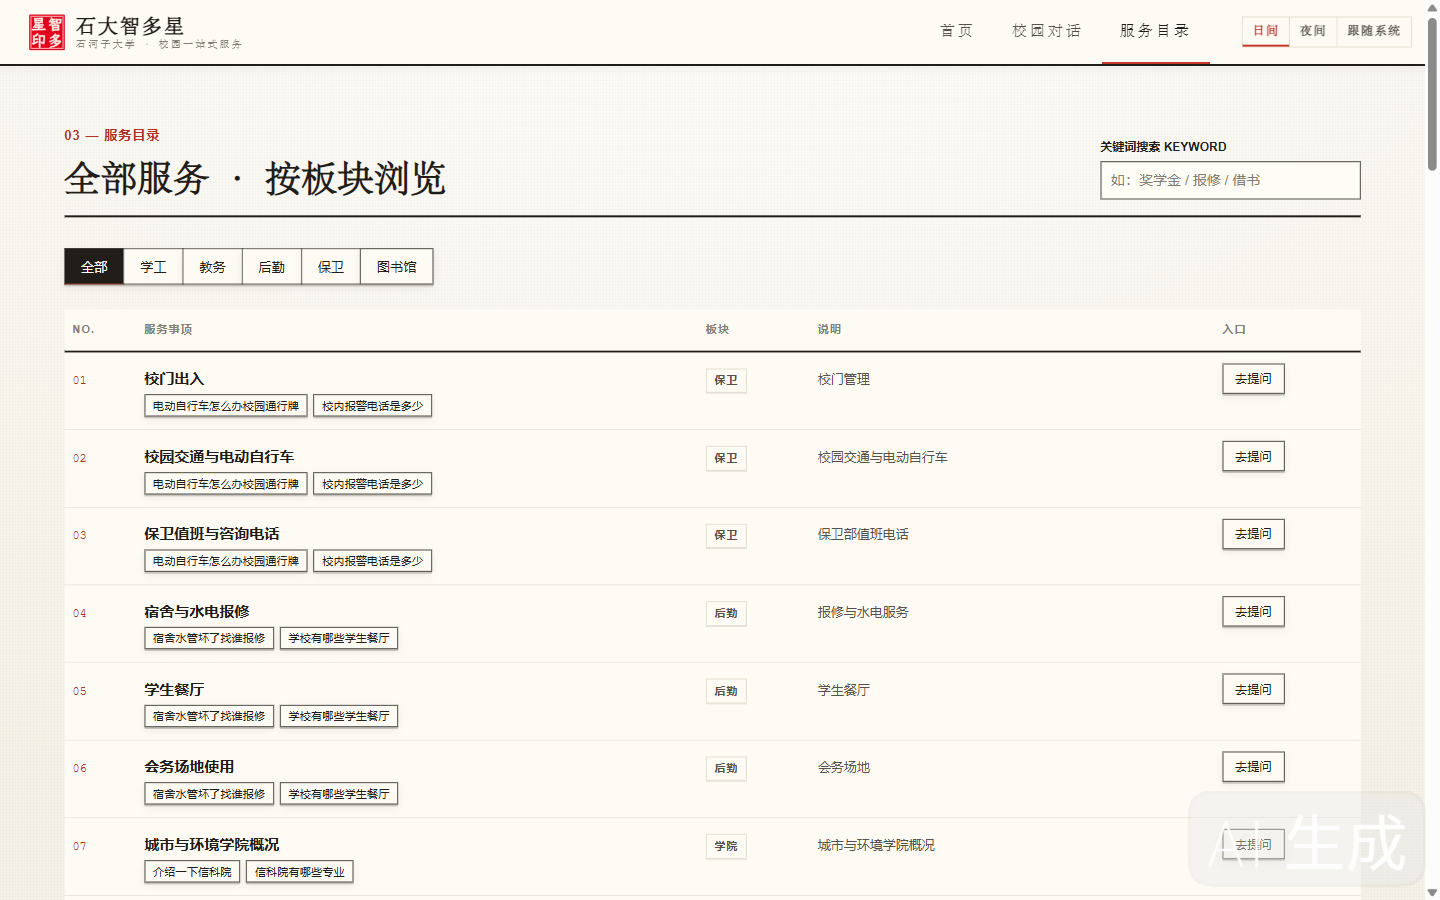 星智
印多
石大智多星
石河子大学 · 校园一站式服务
首页 校园对话 服务目录
日间 夜间 跟随系统
03 — 服务目录
全部服务 · 按板块浏览
关键词搜索 KEYWORD
如：奖学金 / 报修 / 借书
全部 学工 教务 后勤 保卫 图书馆
NO. 服务事项 板块 说明 入口
01 校门出入 保卫 校门管理 去提问
电动自行车怎么办校园通行牌 校内报警电话是多少
02 校园交通与电动自行车 保卫 校园交通与电动自行车 去提问
电动自行车怎么办校园通行牌 校内报警电话是多少
03 保卫值班与咨询电话 保卫 保卫部值班电话 去提问
电动自行车怎么办校园通行牌 校内报警电话是多少
04 宿舍与水电报修 后勤 报修与水电服务 去提问
宿舍水管坏了找谁报修 学校有哪些学生餐厅
05 学生餐厅 后勤 学生餐厅 去提问
宿舍水管坏了找谁报修 学校有哪些学生餐厅
06 会务场地使用 后勤 会务场地 去提问
宿舍水管坏了找谁报修 学校有哪些学生餐厅
07 城市与环境学院概况 学院 城市与环境学院概况 去提问
介绍一下信科院 信科院有哪些专业
AI 生成